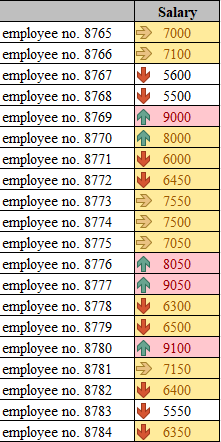 Salary
employee no. 8765 7000
employee no. 8766 7100
employee no. 8767 5600
employee no. 8768 5500
employee no. 8769 9000
employee no. 8770 8000
employee no. 8771 6000
employee no. 8772 6450
employee no. 8773 7550
employee no. 8774 7500
employee no. 8775 7050
employee no. 8776 8050
employee no. 8777 9050
employee no. 8778 6300
employee no. 8779 6500
employee no. 8780 9100
employee no. 8781 7150
employee no. 8782 6400
employee no. 8783 5550
employee no. 8784 6350